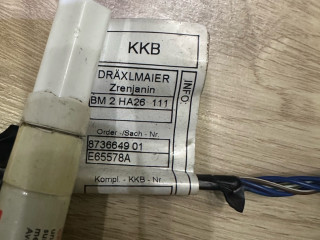 KKB
DRÄXLMAIER
Zrenjanin
BM 2 HA26 111
INFO
Order-/Sach - Nr.
8736649 01
E65578A
Kompl. - KKB - Nr.